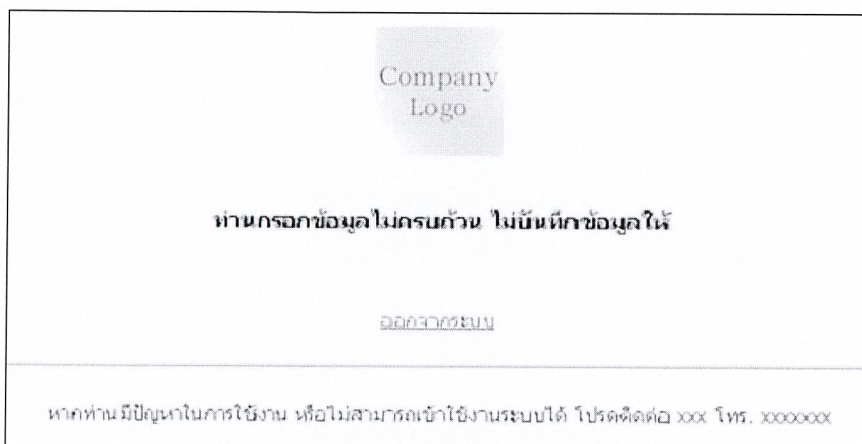 Company
Logo
ท่านกรอกข้อมูลไม่ครบถ้วน ไม่บันทึกข้อมูลให้
ออกจากระบบ
หากท่านมีปัญหาในการใช้งาน หรือไม่สามารถเข้าใช้งานระบบได้ โปรดติดต่อ xxx โทร. xxxxxxx